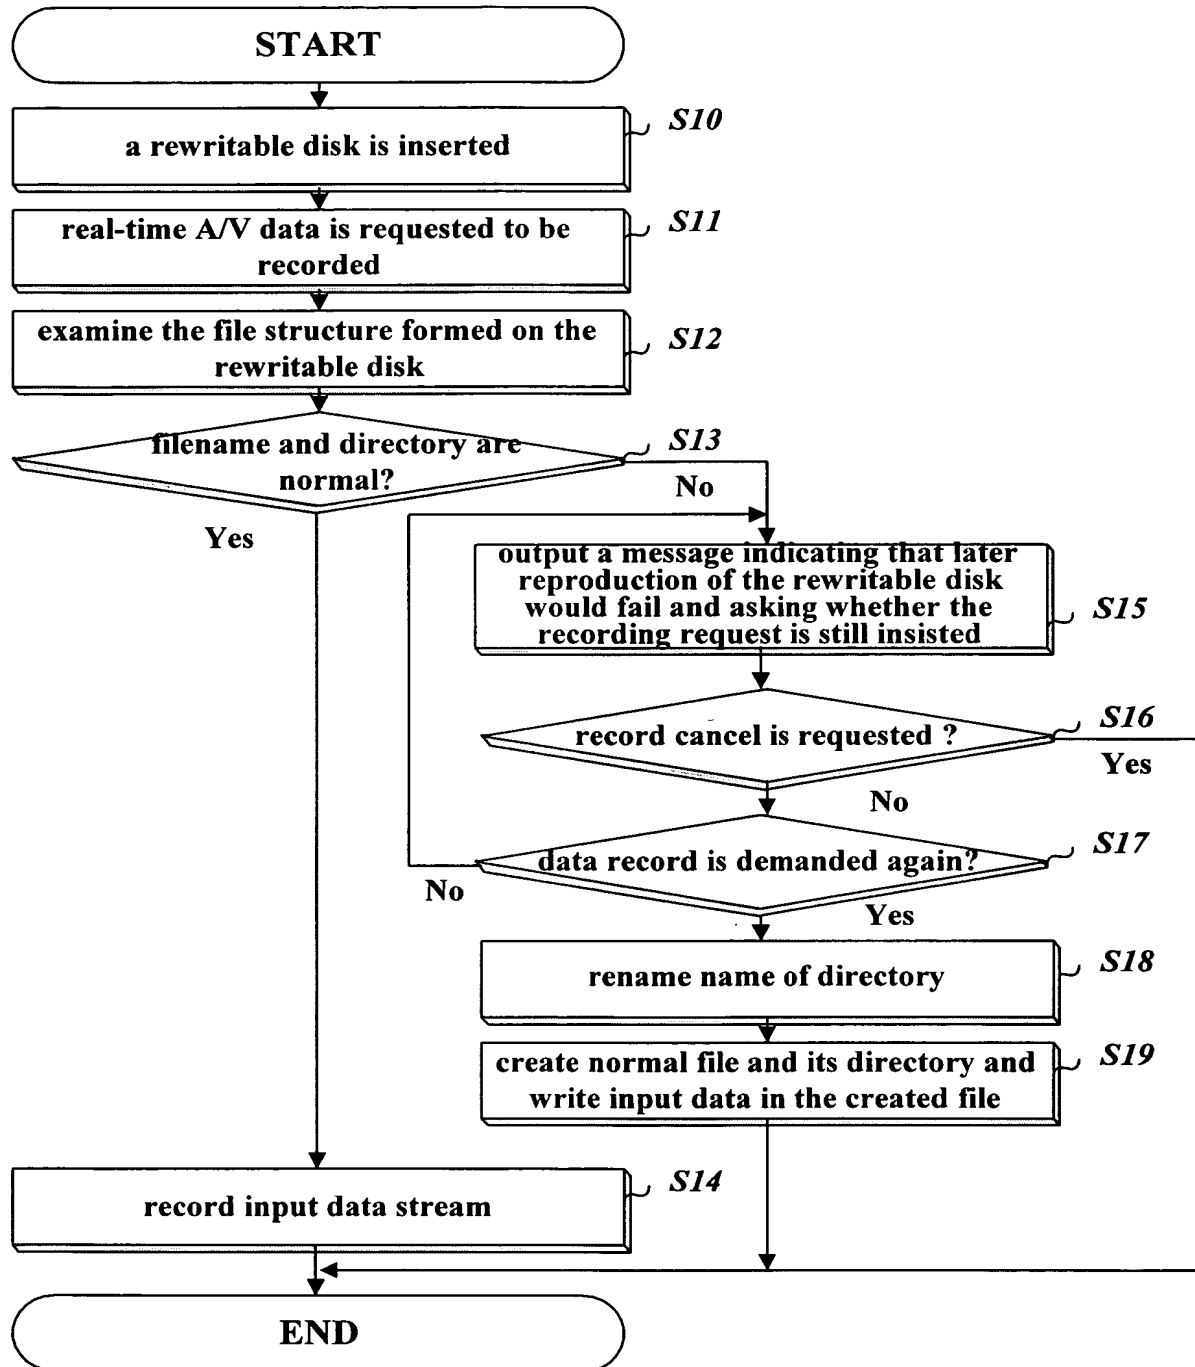 START
a rewritable disk is inserted
S10
real-time A/V data is requested to be
recorded
S11
examine the file structure formed on the
rewritable disk
S12
filename and directory are
normal?
S13
No
Yes
output a message indicating that later
reproduction of the rewritable disk
would fail and asking whether the
recording request is still insisted
S15
record cancel is requested ?
S16
Yes
No
data record is demanded again?
S17
No
Yes
rename name of directory
S18
create normal file and its directory and
write input data in the created file
S19
record input data stream
S14
END